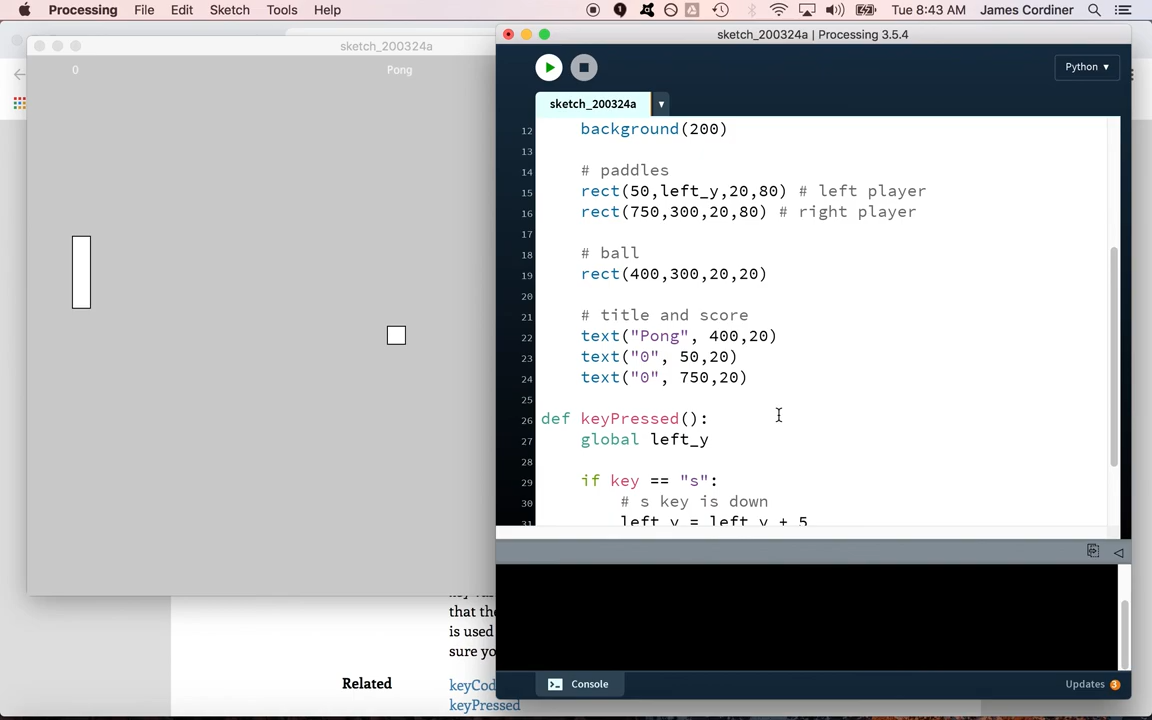 Processing File Edit Sketch Tools Help Tue 8:43 AM James Cordiner
sketch_200324a
0 Pong
sketch_200324a | Processing 3.5.4
Python ▾
sketch_200324a ▾
12 background(200)
13
14 # paddles
15 rect(50,left_y,20,80) # left player
16 rect(750,300,20,80) # right player
17
18 # ball
19 rect(400,300,20,20)
20
21 # title and score
22 text("Pong", 400,20)
23 text("0", 50,20)
24 text("0", 750,20)
25
26 def keyPressed():
27 global left_y
28
29 if key == "s":
30 # s key is down
31 left_y = left_y + 5
that the
is used
sure yo
Related
keyCod
keyPressed
Console
Updates 3